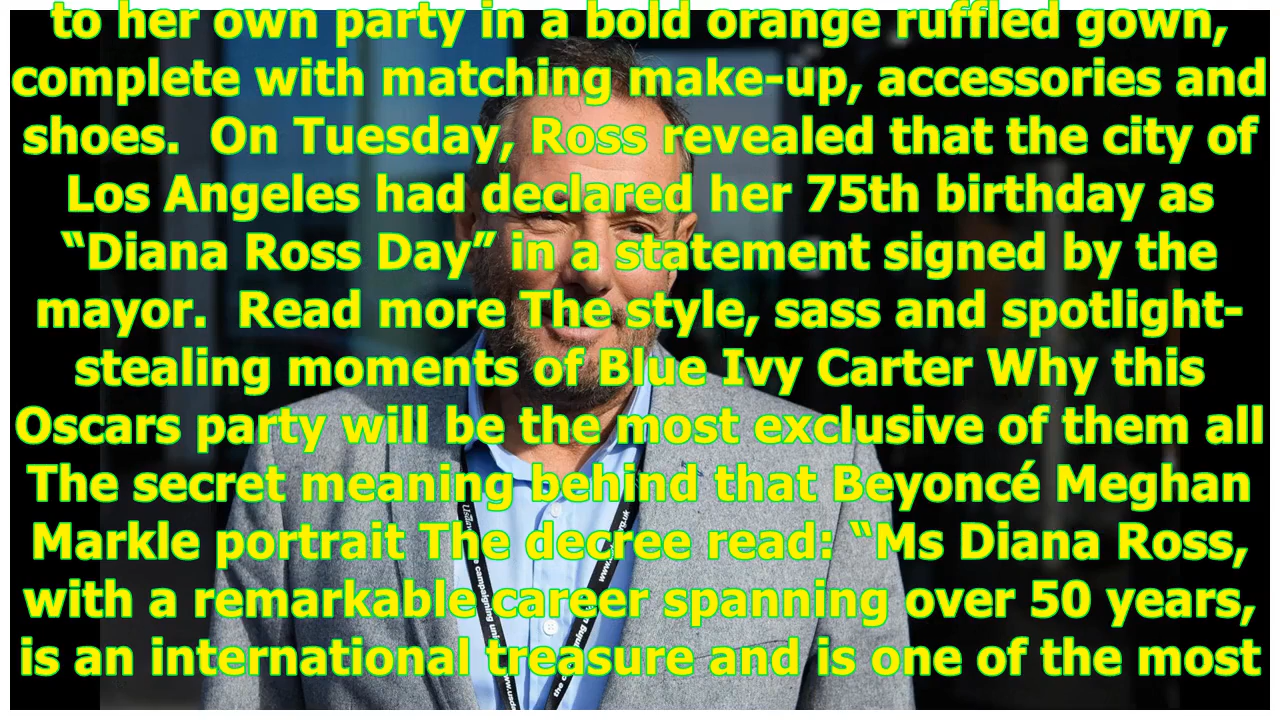 to her own party in a bold orange ruffled gown,
complete with matching make-up, accessories and
shoes.  On Tuesday, Ross revealed that the city of
Los Angeles had declared her 75th birthday as
“Diana Ross Day” in a statement signed by the
mayor.  Read more The style, sass and spotlight-
stealing moments of Blue Ivy Carter Why this
Oscars party will be the most exclusive of them all
The secret meaning behind that Beyoncé Meghan
Markle portrait The decree read: “Ms Diana Ross,
with a remarkable career spanning over 50 years,
is an international treasure and is one of the most
campaigning
the